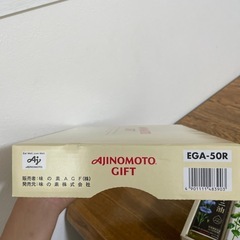 AJINOMOTO
GIFT
EGA-50R
販売者:味の素AGF(株)
発売元:味の素株式会社
4901111483903